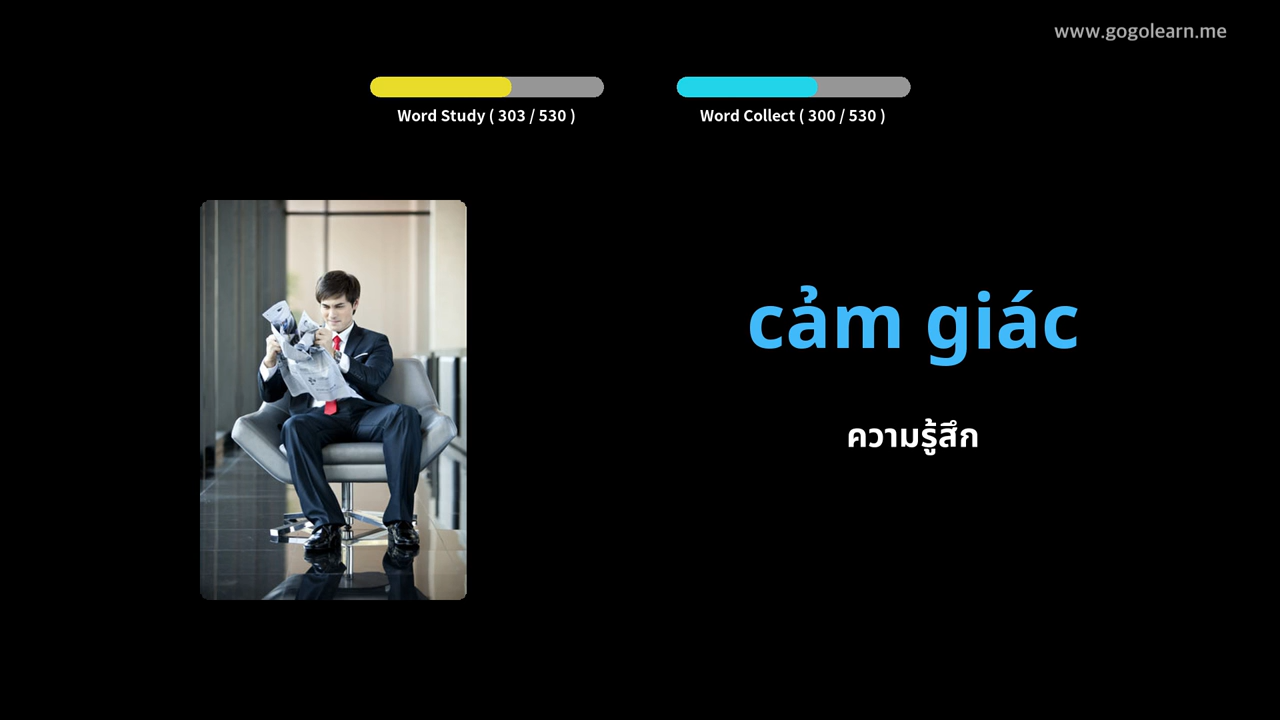 www.gogolearn.me
Word Study ( 303 / 530 )
Word Collect ( 300 / 530 )
cảm giác
ความรู้สึก